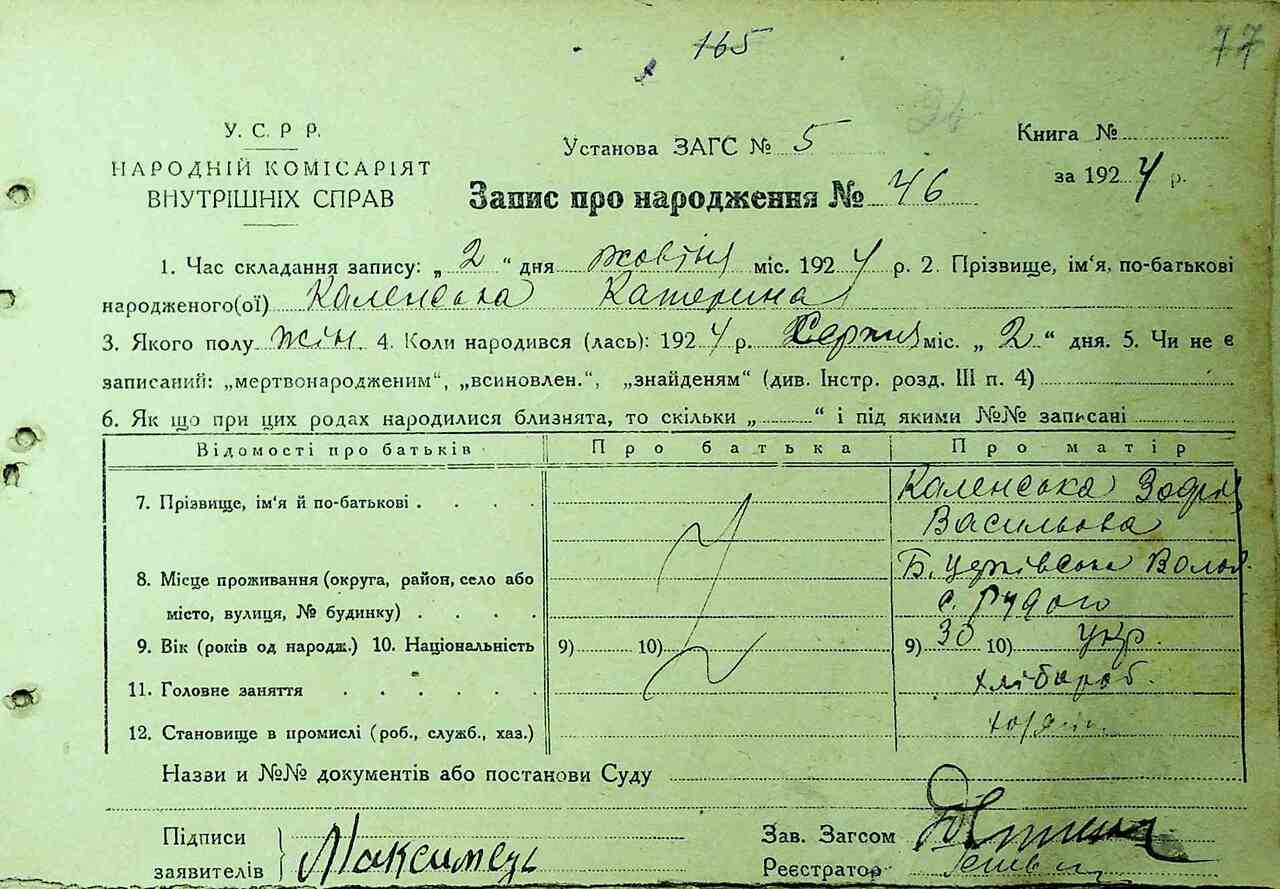 165
77
У. С. Р Р.
НАРОДНІЙ КОМІСАРІЯТ
ВНУТРІШНІХ СПРАВ
Установа ЗАГС № 5
Книга №
за 1924 р.
Запис про народження № 46
1. Час складання запису: „ 2 “ дня жовтня міс. 1924 р. 2. Прізвище, ім‘я, по-батькові
народженого(ої) Каленська Катерина
3. Якого полу жін. 4. Коли народився (лась): 1924 р. Серпня міс. „ 2 “ дня. 5. Чи не є
записаний: „мертвонародженим“, „всиновлен.“, „знайденям“ (див. Інстр. розд. III п. 4)
6. Як що при цих родах народилися близнята, то скільки „ “ і під якими №№ записані
Відомості про батьків Про батька Про матір
7. Прізвище, ім‘я й по-батькові . . . . Каленська
Васильова
8. Місце проживання (округа, район, село або Б. Церківська
місто, вулиця, № будинку) . . . . с. Рудого
9. Вік (років од народж.) 10. Національність 9) 10) 9) 30 10) укр.
11. Головне заняття . . . . . . хлібороб.
12. Становище в промислі (роб., служб., хаз.)
Назви и №№ документів або постанови Суду
Підписи
заявителів
Максимець
Зав. Загсом
Реєстратор